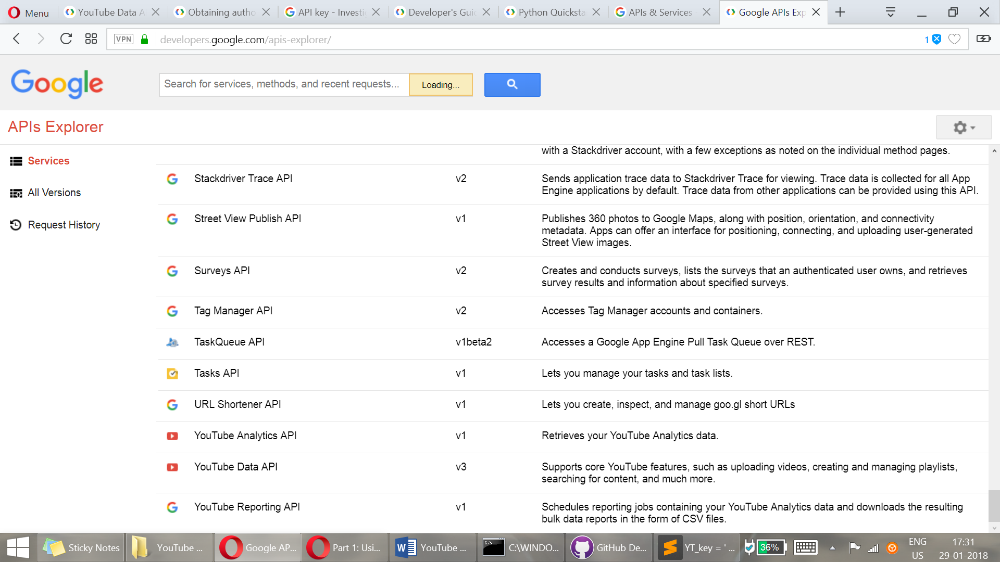 Menu
YouTube Data A
Obtaining autho
API key - Investig
Developer's Guid
Python Quicksta
APIs & Services -
Google APIs Exp
VPN
developers.google.com/apis-explorer/
1
Google
Search for services, methods, and recent requests...
Loading...
APIs Explorer
Services
All Versions
Request History
with a Stackdriver account, with a few exceptions as noted on the individual method pages.
Stackdriver Trace API v2 Sends application trace data to Stackdriver Trace for viewing. Trace data is collected for all App
Engine applications by default. Trace data from other applications can be provided using this API.
Street View Publish API v1 Publishes 360 photos to Google Maps, along with position, orientation, and connectivity
metadata. Apps can offer an interface for positioning, connecting, and uploading user-generated
Street View images.
Surveys API v2 Creates and conducts surveys, lists the surveys that an authenticated user owns, and retrieves
survey results and information about specified surveys.
Tag Manager API v2 Accesses Tag Manager accounts and containers.
TaskQueue API v1beta2 Accesses a Google App Engine Pull Task Queue over REST.
Tasks API v1 Lets you manage your tasks and task lists.
URL Shortener API v1 Lets you create, inspect, and manage goo.gl short URLs
YouTube Analytics API v1 Retrieves your YouTube Analytics data.
YouTube Data API v3 Supports core YouTube features, such as uploading videos, creating and managing playlists,
searching for content, and much more.
YouTube Reporting API v1 Schedules reporting jobs containing your YouTube Analytics data and downloads the resulting
bulk data reports in the form of CSV files.
Sticky Notes
YouTube ...
Google AP...
Part 1: Usi...
YouTube ...
C:\WINDO...
GitHub De...
YT_key = ' ...
36%
ENG
US
17:31
29-01-2018